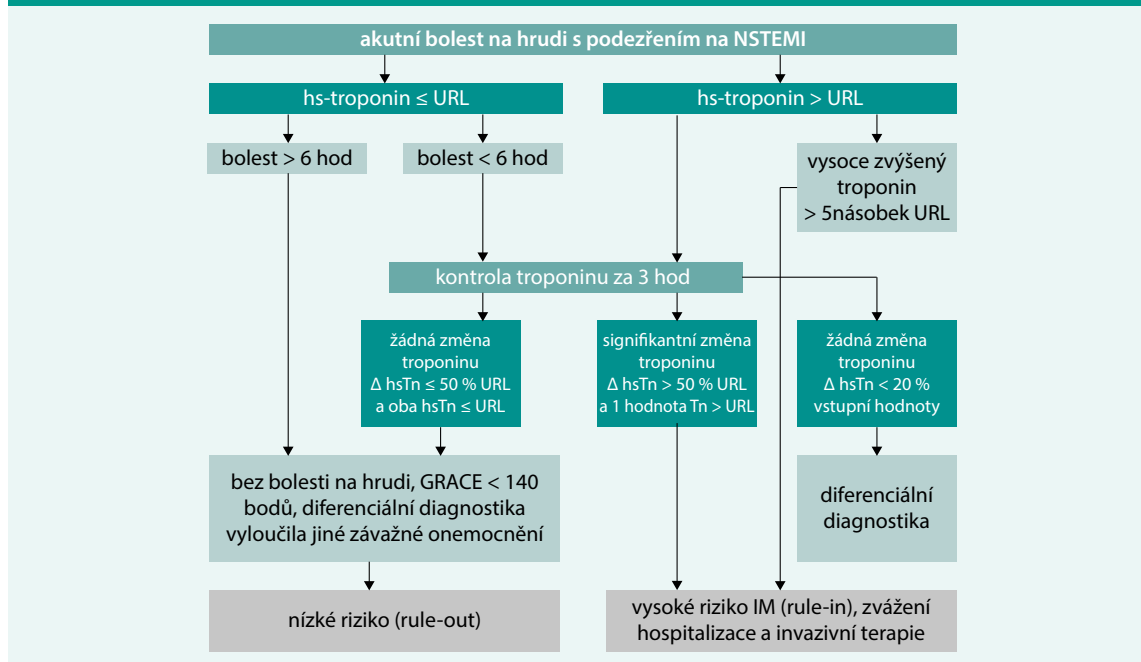 akutní bolest na hrudi s podezřením na NSTEMI
hs-troponin ≤ URL
hs-troponin > URL
bolest > 6 hod
bolest < 6 hod
vysoce zvýšený
troponin
> 5násobek URL
kontrola troponinu za 3 hod
žádná změna
troponinu
Δ hsTn ≤ 50 % URL
a oba hsTn ≤ URL
signifikantní změna
troponinu
Δ hsTn > 50 % URL
a 1 hodnota Tn > URL
žádná změna
troponinu
Δ hsTn < 20 %
vstupní hodnoty
bez bolesti na hrudi, GRACE < 140
bodů, diferenciální diagnostika
vyloučila jiné závažné onemocnění
diferenciální
diagnostika
nízké riziko (rule-out)
vysoké riziko IM (rule-in), zvážení
hospitalizace a invazivní terapie